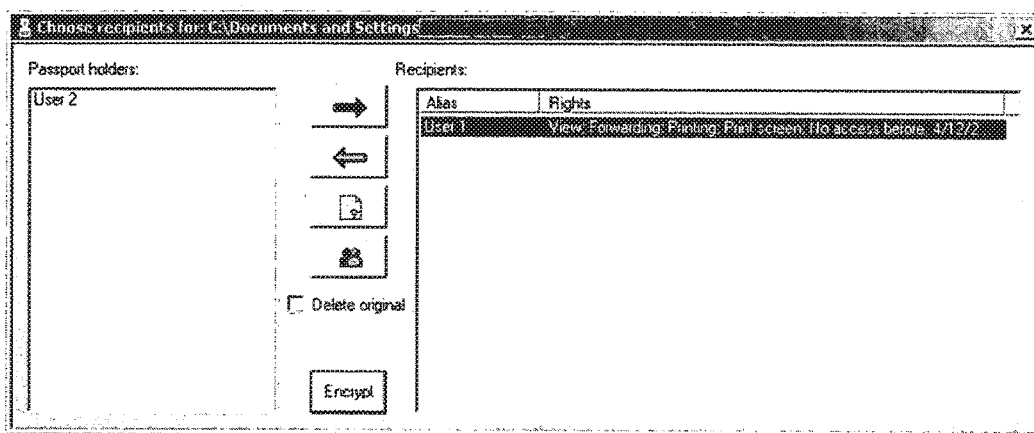 Choose recipients for: C:\Documents and Settings
Passport holders:
Recipients:
User 2
Alias Rights
User 1 View; Forwarding; Printing; Print screen; No access before: 4/13/2
Delete original
Encrypt